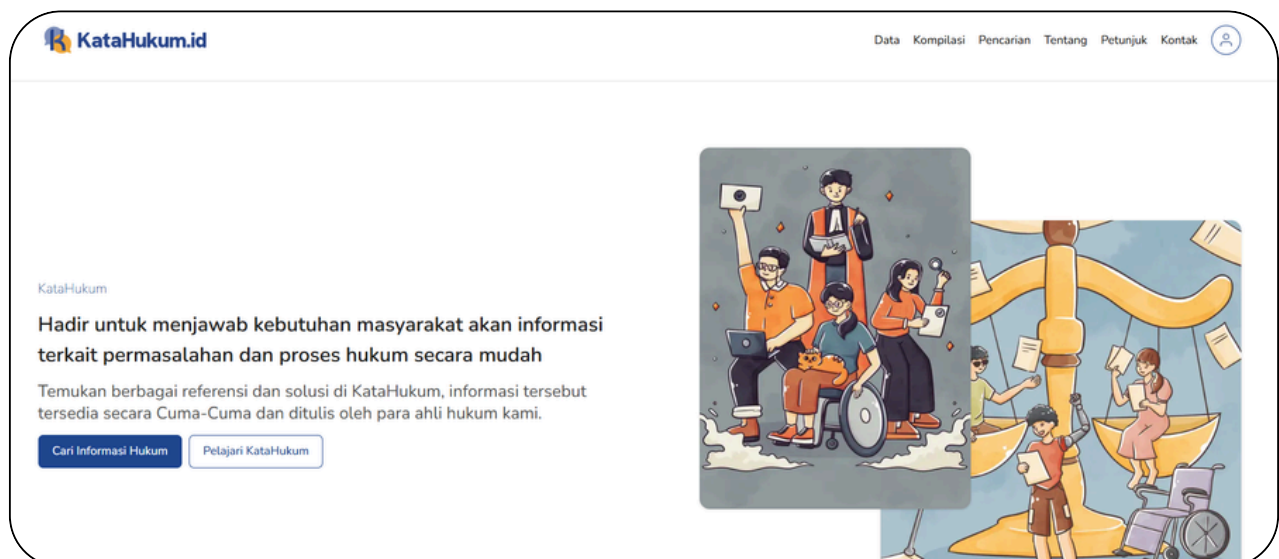 KataHukum.id
Data Kompilasi Pencarian Tentang Petunjuk Kontak
KataHukum
Hadir untuk menjawab kebutuhan masyarakat akan informasi
terkait permasalahan dan proses hukum secara mudah
Temukan berbagai referensi dan solusi di KataHukum, informasi tersebut
tersedia secara Cuma-Cuma dan ditulis oleh para ahli hukum kami.
Cari Informasi Hukum Pelajari KataHukum